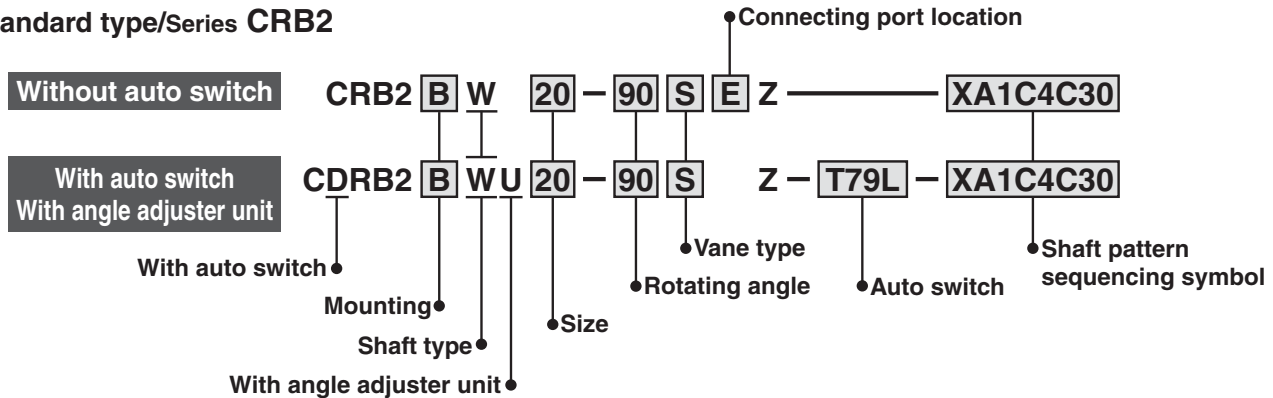 andard type/Series CRB2
Connecting port location
Without auto switch CRB2 B W 20 – 90 S E Z – XA1C4C30
With auto switch
With angle adjuster unit
CDRB2 B W U 20 – 90 S Z – T79L – XA1C4C30
Vane type
Shaft pattern
sequencing symbol
With auto switch
Rotating angle
Auto switch
Mounting
Size
Shaft type
With angle adjuster unit